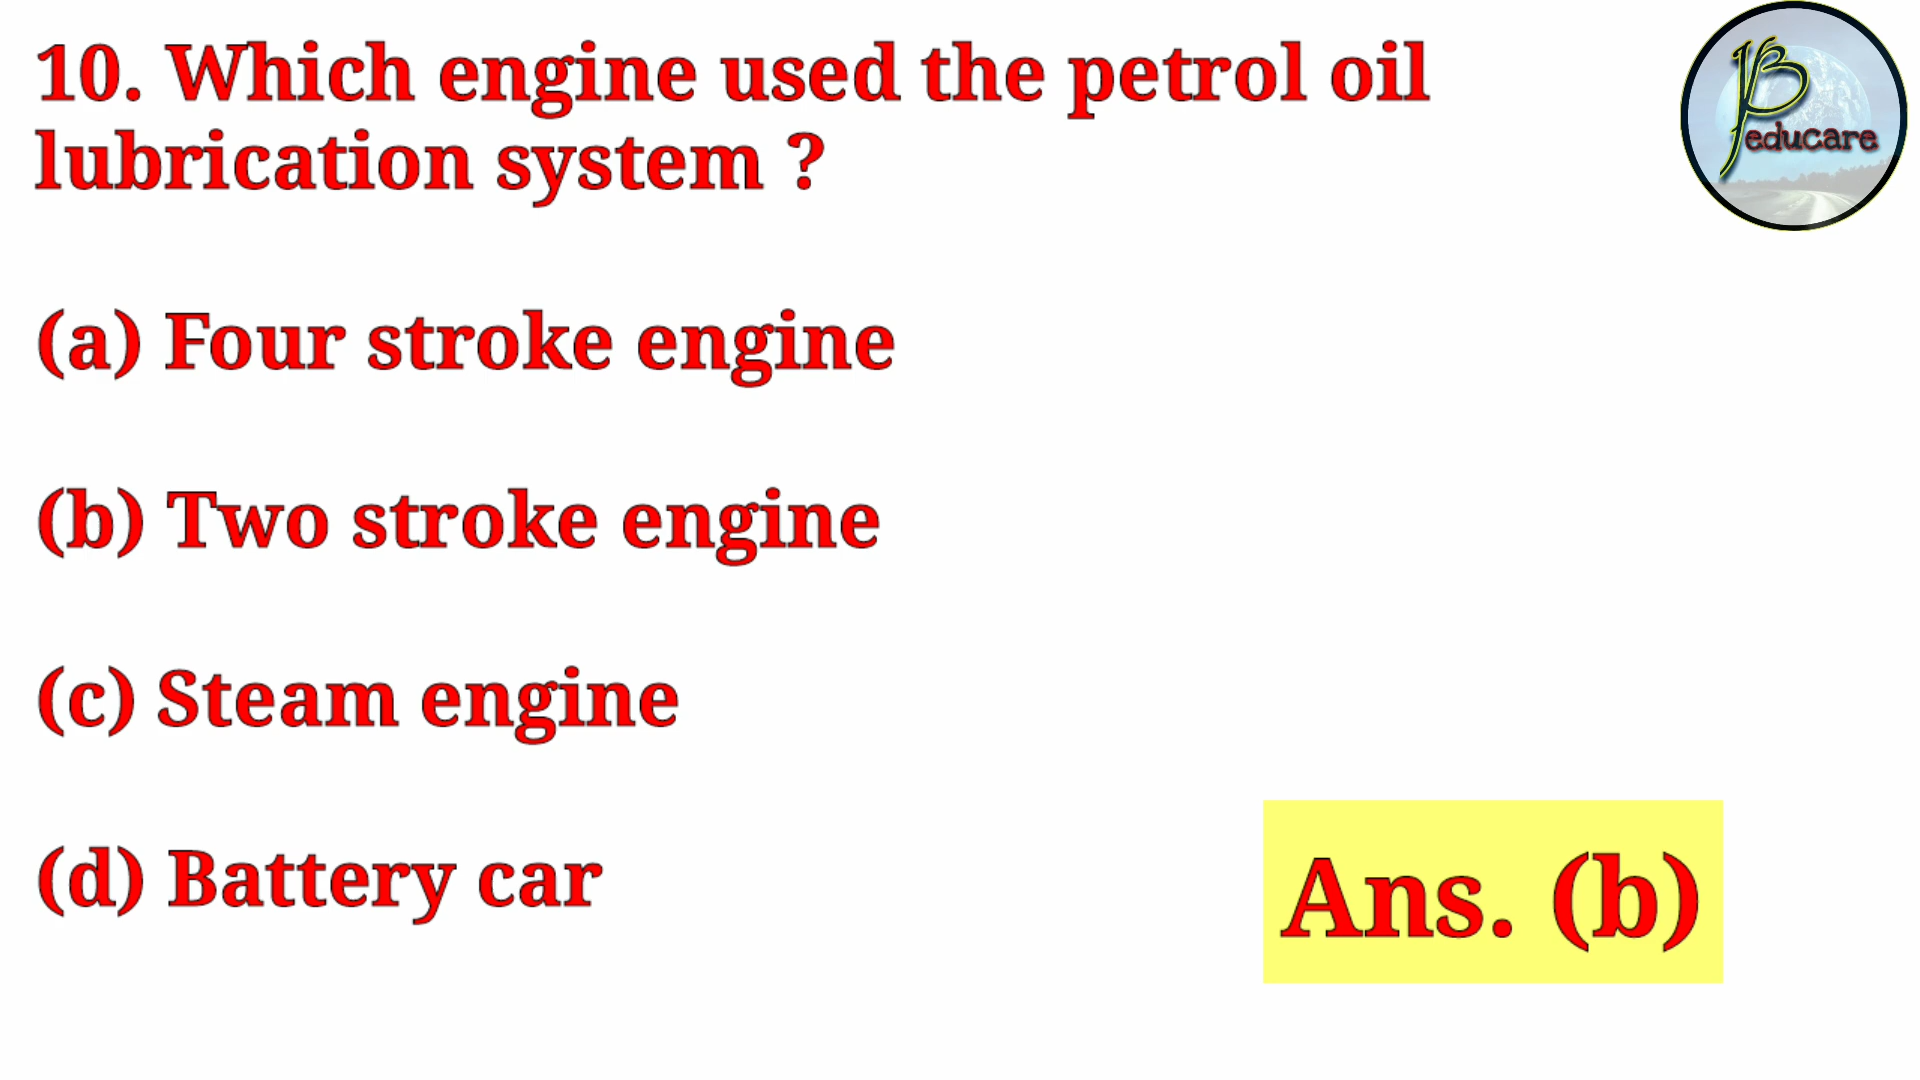 10. Which engine used the petrol oil
lubrication system ?
(a) Four stroke engine
(b) Two stroke engine
(c) Steam engine
(d) Battery car
Ans. (b)
educare